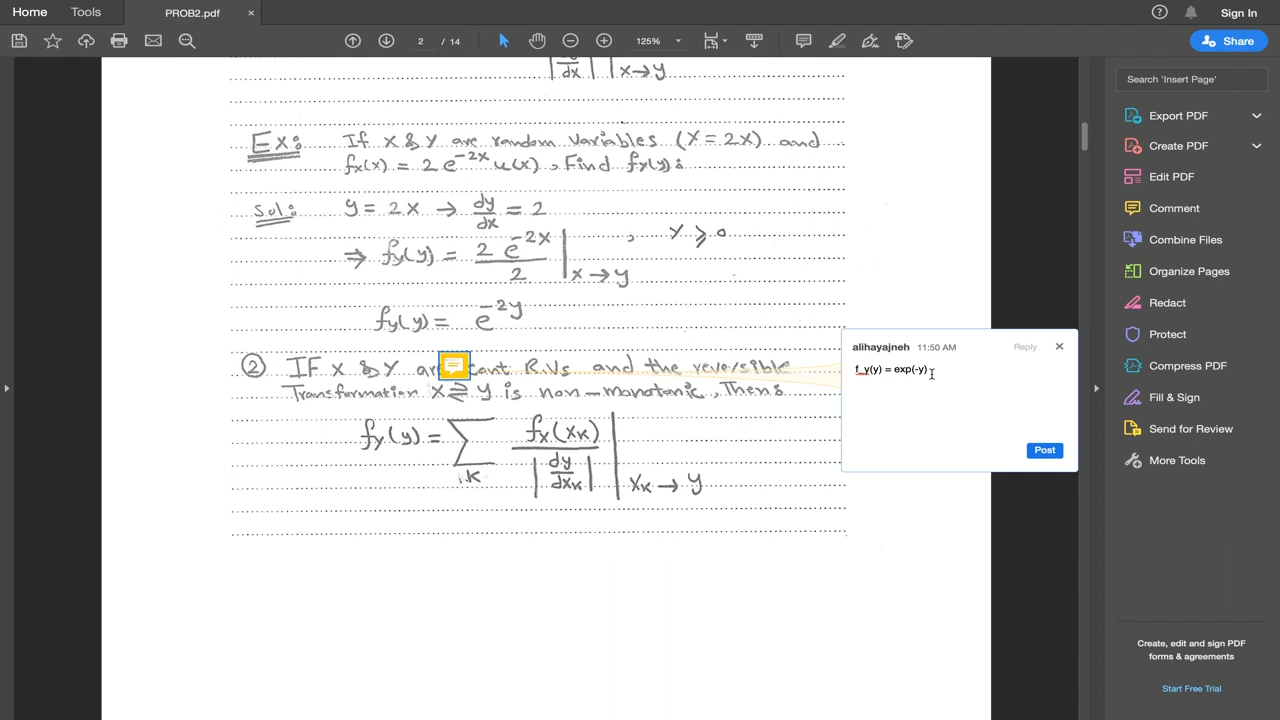 Home Tools PROB2.pdf × Sign In
2 / 14 125% Share
|dy/dx| | x→y
Ex: If X & Y are random variables (Y = 2X) and
fx(x) = 2 e^-2x u(x), Find fy(y):
Sol: y = 2x → dy/dx = 2
⇒ fy(y) = 2 e^-2x / 2 | x→y , y ≥ 0
fy(y) = e^-2y
② IF X & Y are cont. R.Vs and the reversible
Transformation X ⇄ Y is non-monotonic, Then:
fy(y) = Σ k fx(xk) / |dy/dxk| | xk → y
alihayajneh 11:50 AM Reply ×
f_y(y) = exp(-y)
Post
Search 'Insert Page'
Export PDF
Create PDF
Edit PDF
Comment
Combine Files
Organize Pages
Redact
Protect
Compress PDF
Fill & Sign
Send for Review
More Tools
Create, edit and sign PDF
forms & agreements
Start Free Trial